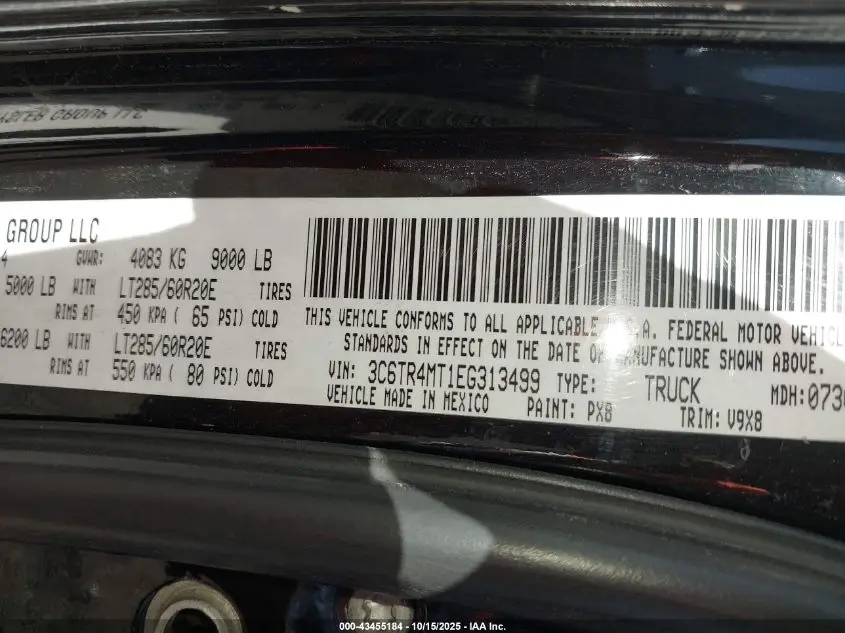 GROUP LLC
4 GVWR: 4083 KG 9000 LB
5000 LB WITH LT285/60R20E TIRES
RIMS AT 450 KPA ( 65 PSI) COLD
6200 LB WITH LT285/60R20E TIRES
RIMS AT 550 KPA ( 80 PSI) COLD
THIS VEHICLE CONFORMS TO ALL APPLICABLE U.S.A. FEDERAL MOTOR VEHICL
STANDARDS IN EFFECT ON THE DATE OF MANUFACTURE SHOWN ABOVE.
VIN: 3C6TR4MT1EG313499 TYPE: TRUCK MDH: 0730
VEHICLE MADE IN MEXICO PAINT: PX8 TRIM: V9X8
000-43455184 - 10/15/2025 - IAA Inc.